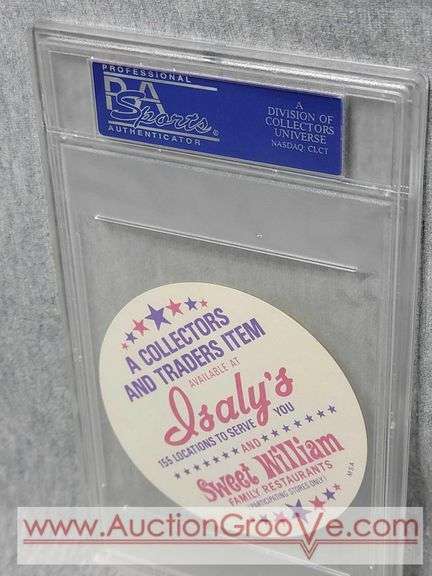 PROFESSIONAL
PSA
Sports®
AUTHENTICATOR
A
DIVISION OF
COLLECTORS
UNIVERSE
NASDAQ: CLCT
A COLLECTORS
AND TRADERS ITEM
AVAILABLE AT
Isaly's
155 LOCATIONS TO SERVE YOU
AND
Sweet William
FAMILY RESTAURANTS
PARTICIPATING STORES ONLY
MSA
www.AuctionGrooVe.com